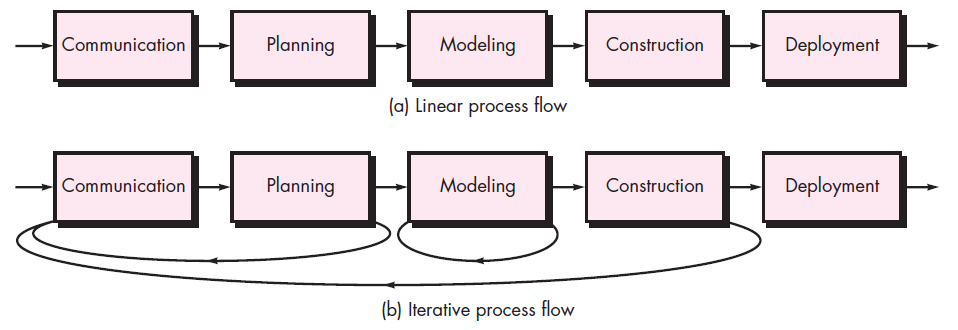 Communication
Planning
Modeling
Construction
Deployment
(a) Linear process flow
Communication
Planning
Modeling
Construction
Deployment
(b) Iterative process flow